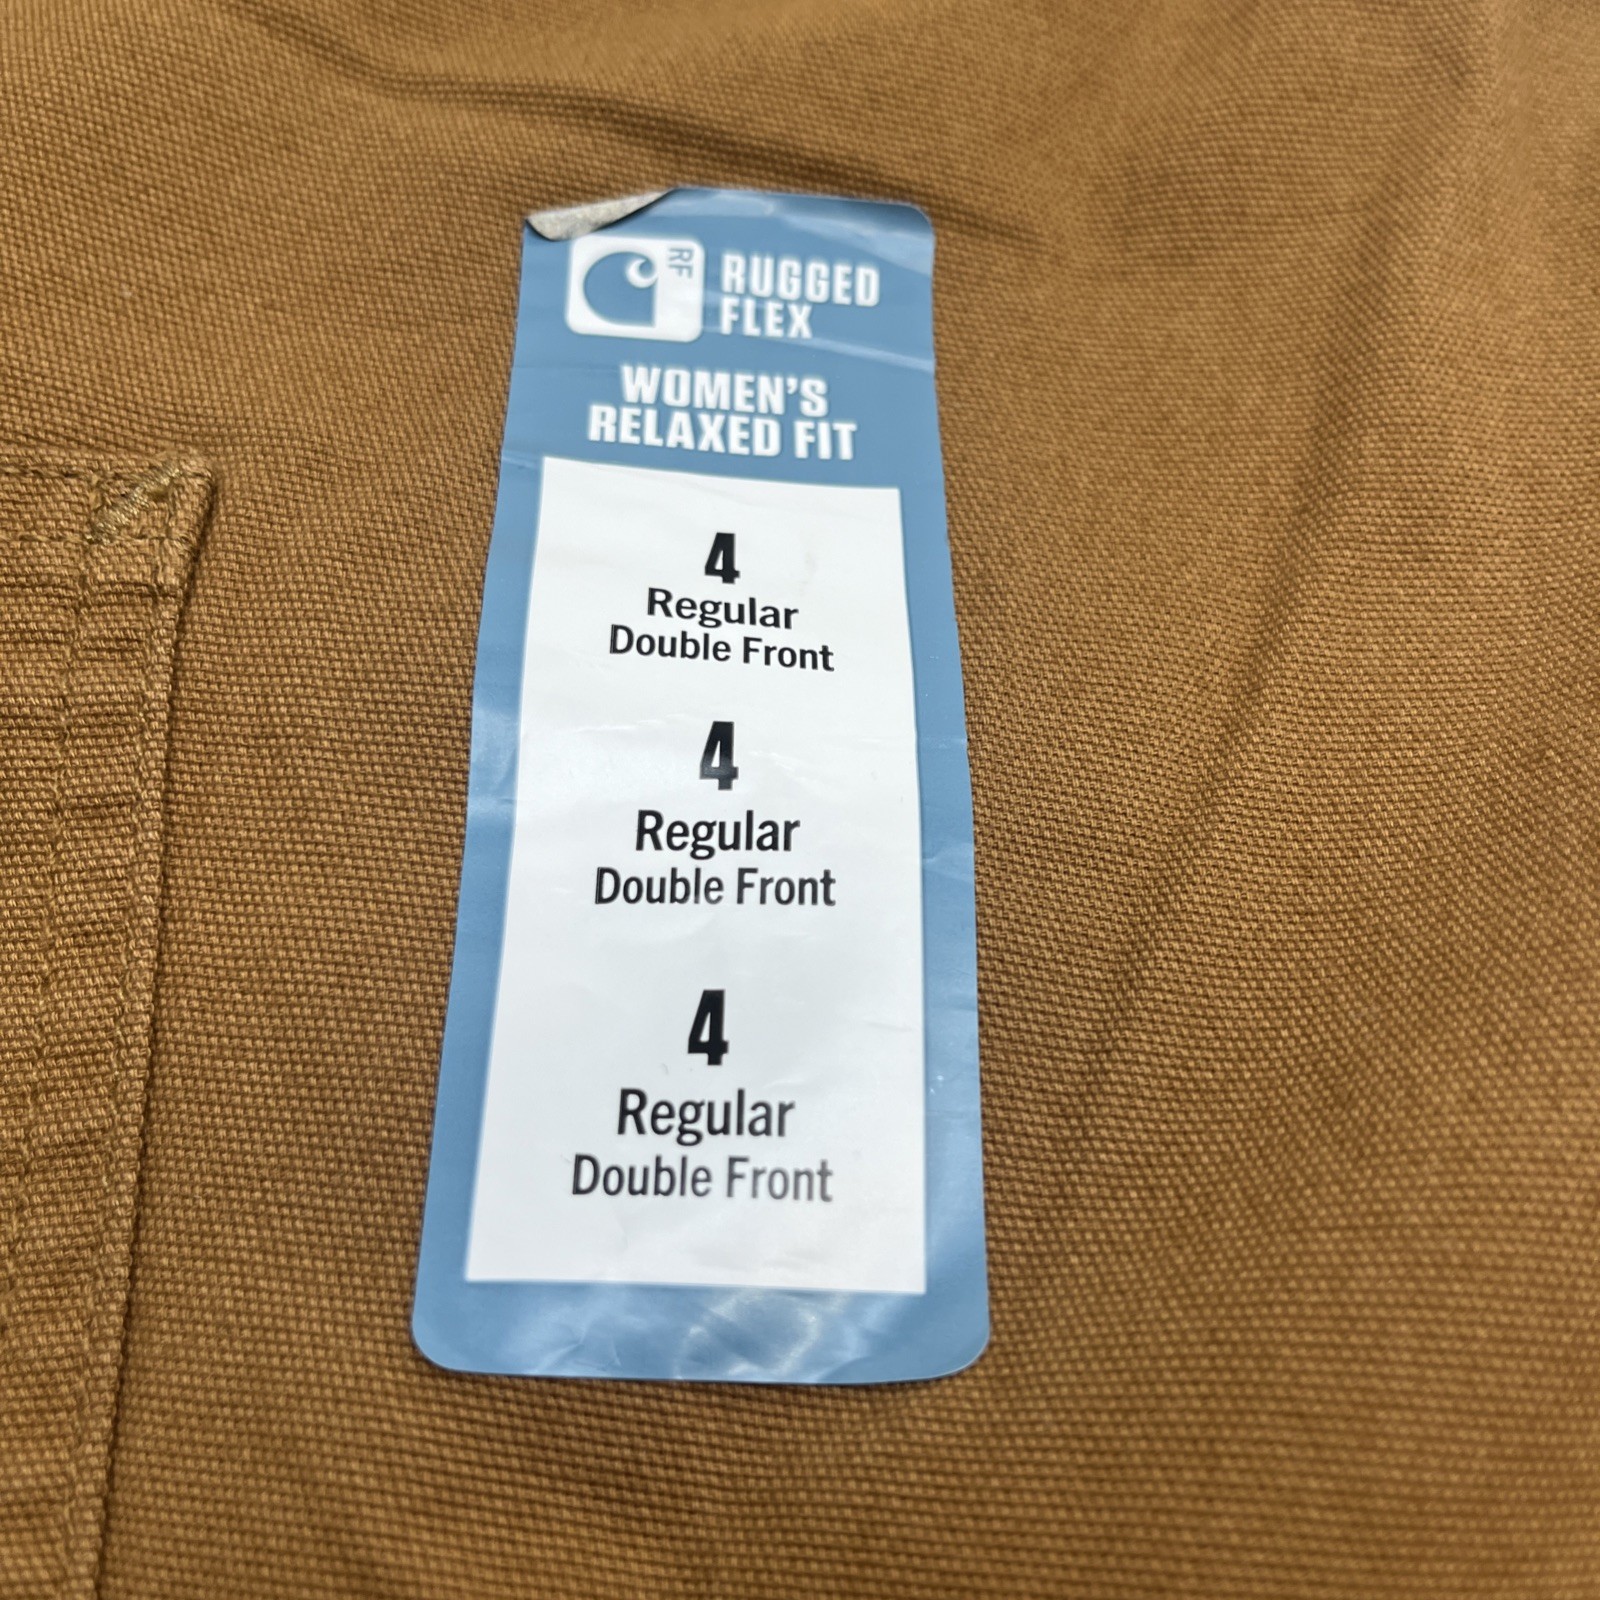 RF
RUGGED
FLEX
WOMEN'S
RELAXED FIT
4
Regular
Double Front
4
Regular
Double Front
4
Regular
Double Front